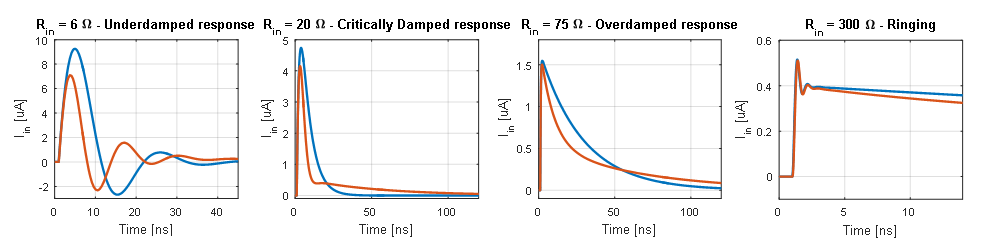 R_in = 6 Ω - Underdamped response
R_in = 20 Ω - Critically Damped response
R_in = 75 Ω - Overdamped response
R_in = 300 Ω - Ringing
I_in [uA]
10
8
6
4
2
0
-2
0
10
20
30
40
Time [ns]
I_in [uA]
5
4
3
2
1
0
0
50
100
Time [ns]
I_in [uA]
1.5
1
0.5
0
0
50
100
Time [ns]
I_in [uA]
0.6
0.4
0.2
0
0
5
10
Time [ns]